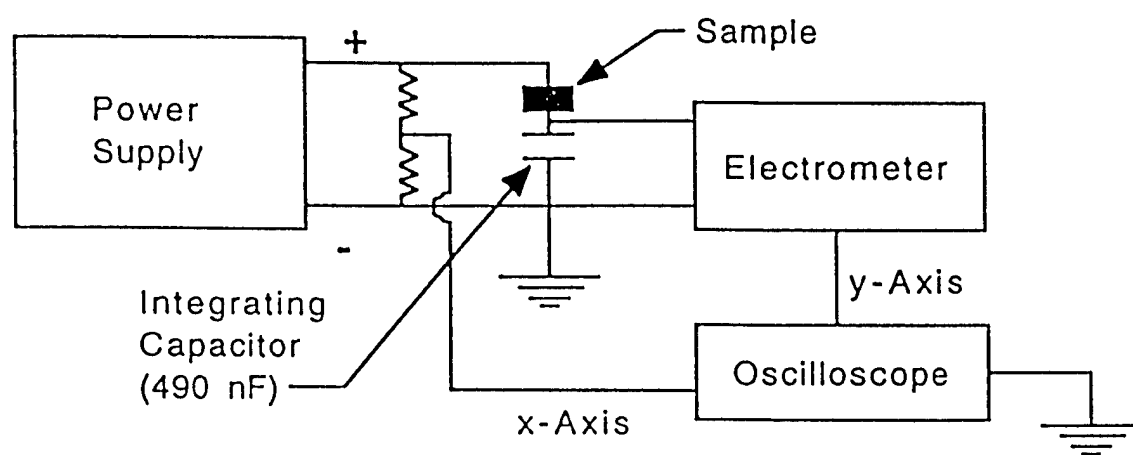 +
Sample
Power
Supply
Electrometer
-
Integrating
Capacitor
(490 nF)
y-Axis
Oscilloscope
x-Axis